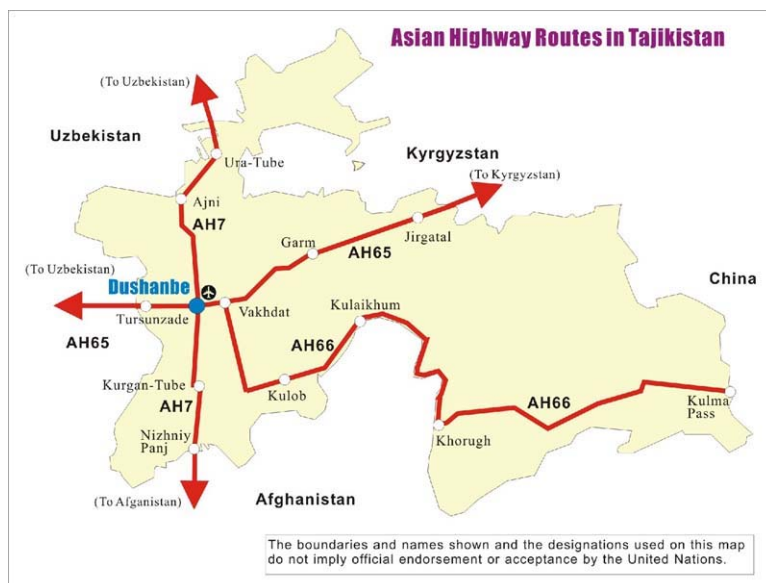 Asian Highway Routes in Tajikistan
(To Uzbekistan)
Uzbekistan
Ura-Tube
Kyrgyzstan
(To Kyrgyzstan)
Ajni
AH7
Jirgatal
Garm
AH65
(To Uzbekistan)
Dushanbe
China
Tursunzade
Vakhdat
Kulaikhum
AH65
AH66
Kurgan-Tube
Kulob
AH7
AH66
Kulma
Pass
Nizhniy
Panj
Khorugh
(To Afganistan)
Afghanistan
The boundaries and names shown and the designations used on this map
do not imply official endorsement or acceptance by the United Nations.